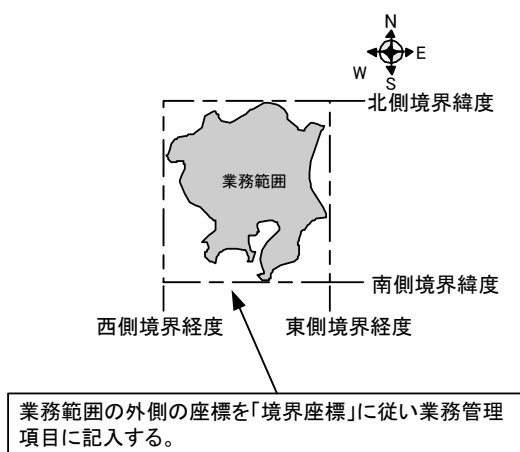 N
E
W
S
北側境界緯度
業務範囲
南側境界緯度
西側境界経度
東側境界経度
業務範囲の外側の座標を「境界座標」に従い業務管理
項目に記入する。